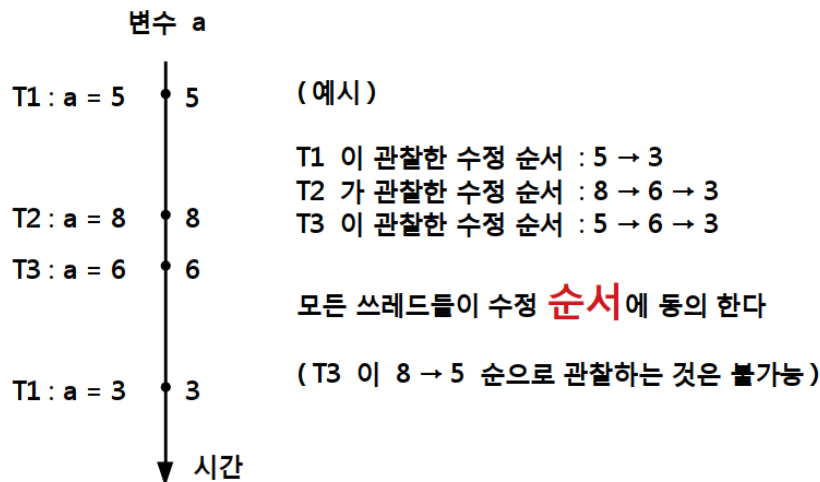 변수 a
T1 : a = 5
5
T2 : a = 8
8
T3 : a = 6
6
T1 : a = 3
3
시간
(예시)
T1 이 관찰한 수정 순서 : 5 → 3
T2 가 관찰한 수정 순서 : 8 → 6 → 3
T3 이 관찰한 수정 순서 : 5 → 6 → 3
모든 쓰레드들이 수정 순서에 동의 한다
(T3 이 8 → 5 순으로 관찰하는 것은 불가능)